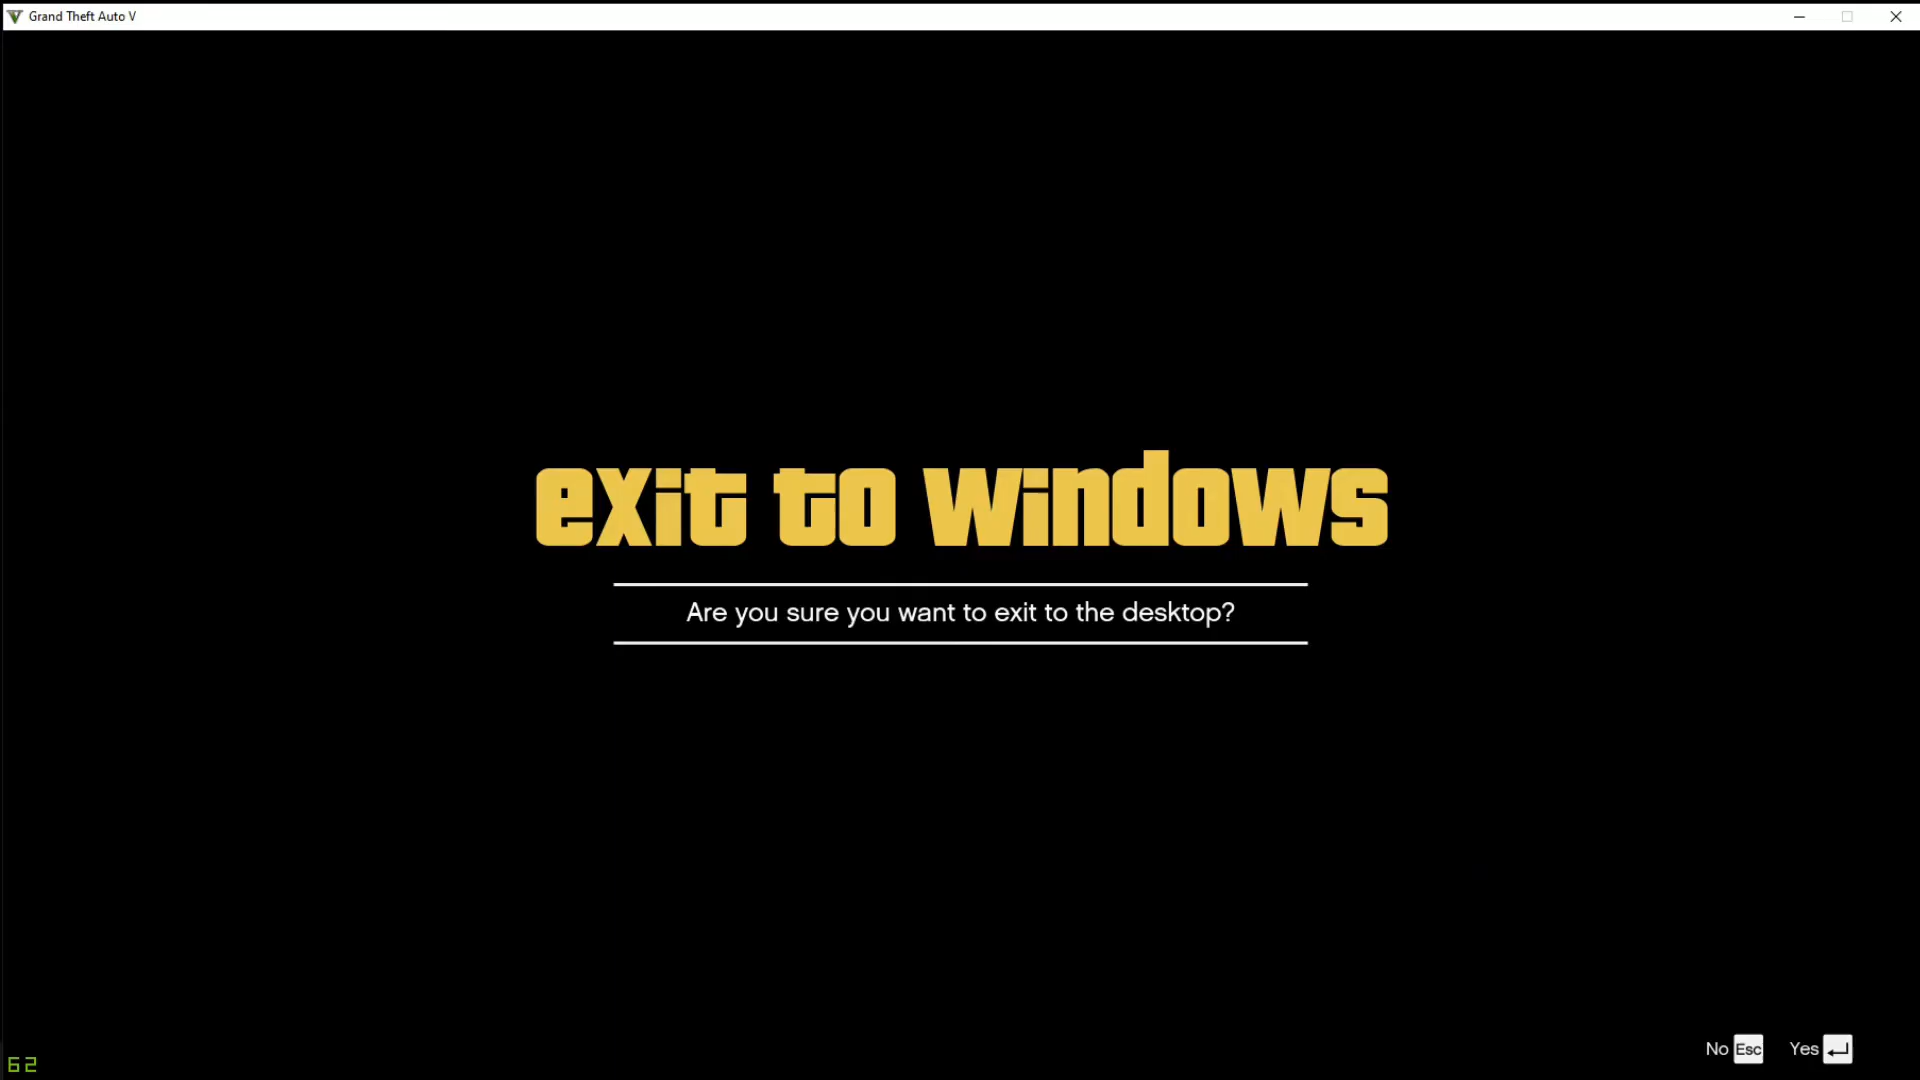 Grand Theft Auto V
exit to windows
Are you sure you want to exit to the desktop?
No Esc Yes
62